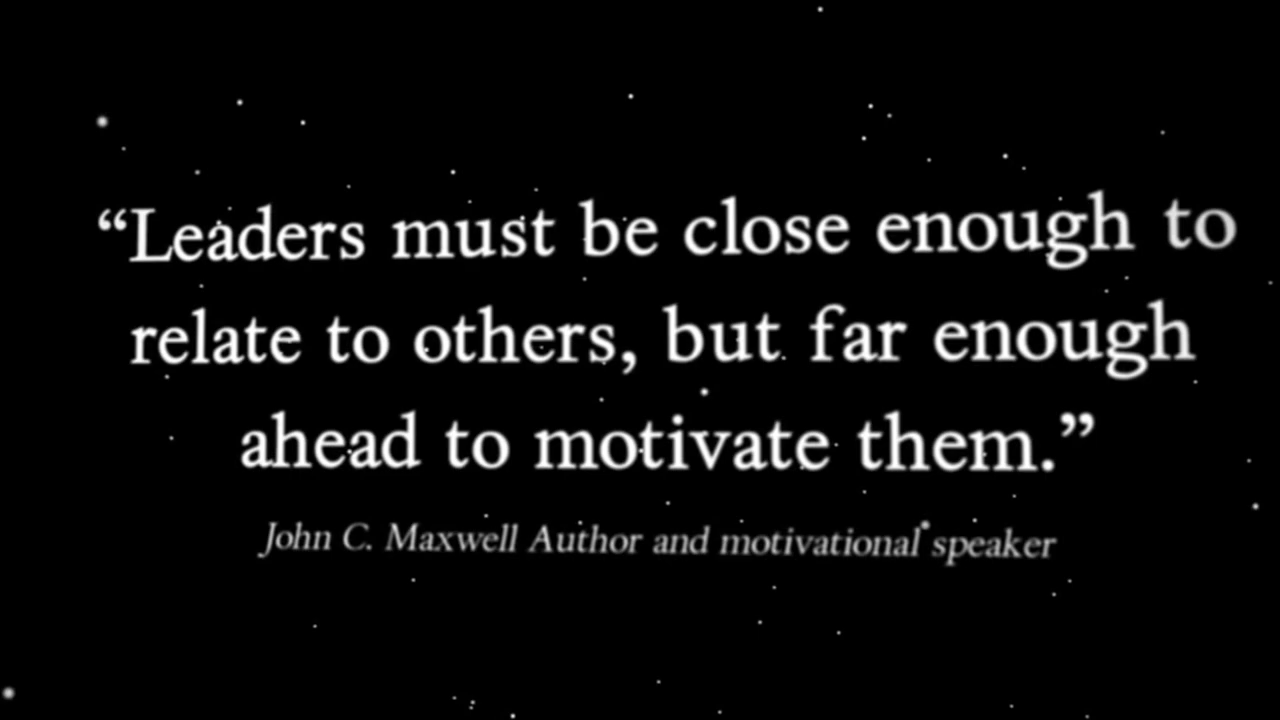 “Leaders must be close enough to
relate to others, but far enough
ahead to motivate them.”
John C. Maxwell Author and motivational speaker